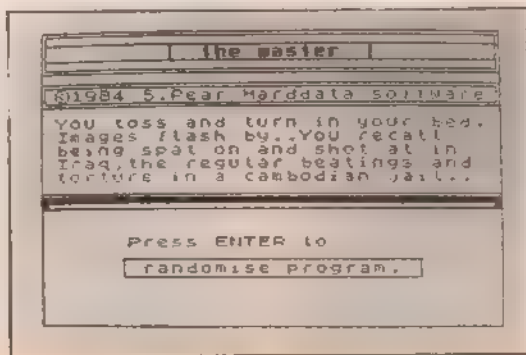 the master
©1984 S.Pear Harddata software
You toss and turn in your bed.
Images flash by..You recall
being spat on and shot at in
Iraq,the regular beatings and
torture in a cambodian jail..
Press ENTER to
randomise program.